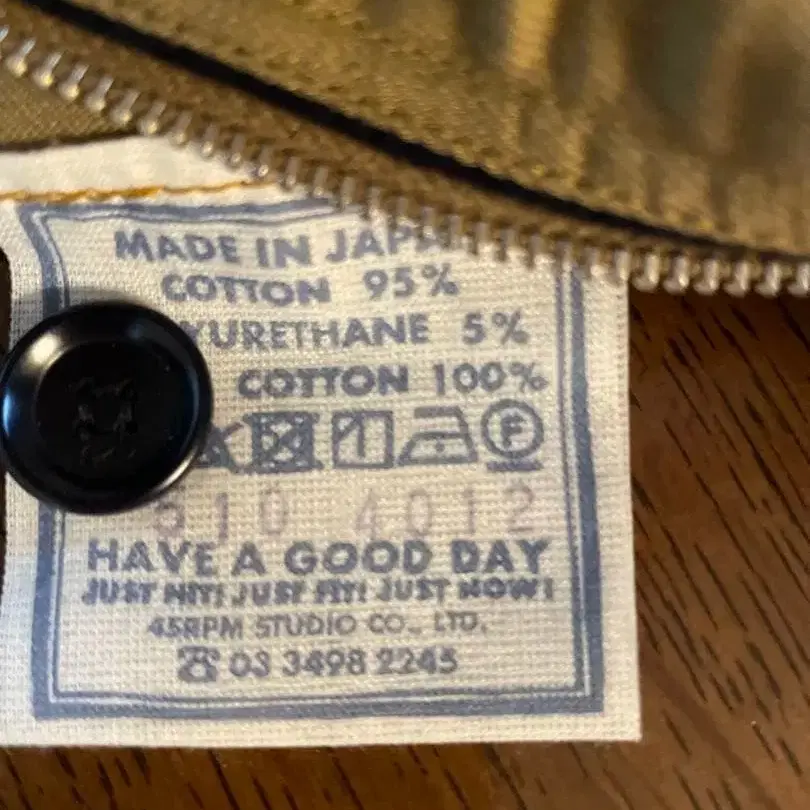 MADE IN JAPAN
COTTON 95%
URETHANE 5%
COTTON 100%
F
510 4012
HAVE A GOOD DAY
JUST HIT! JUST FIT! JUST NOW!
45RPM STUDIO CO., LTD.
☎ 03 3498 2245